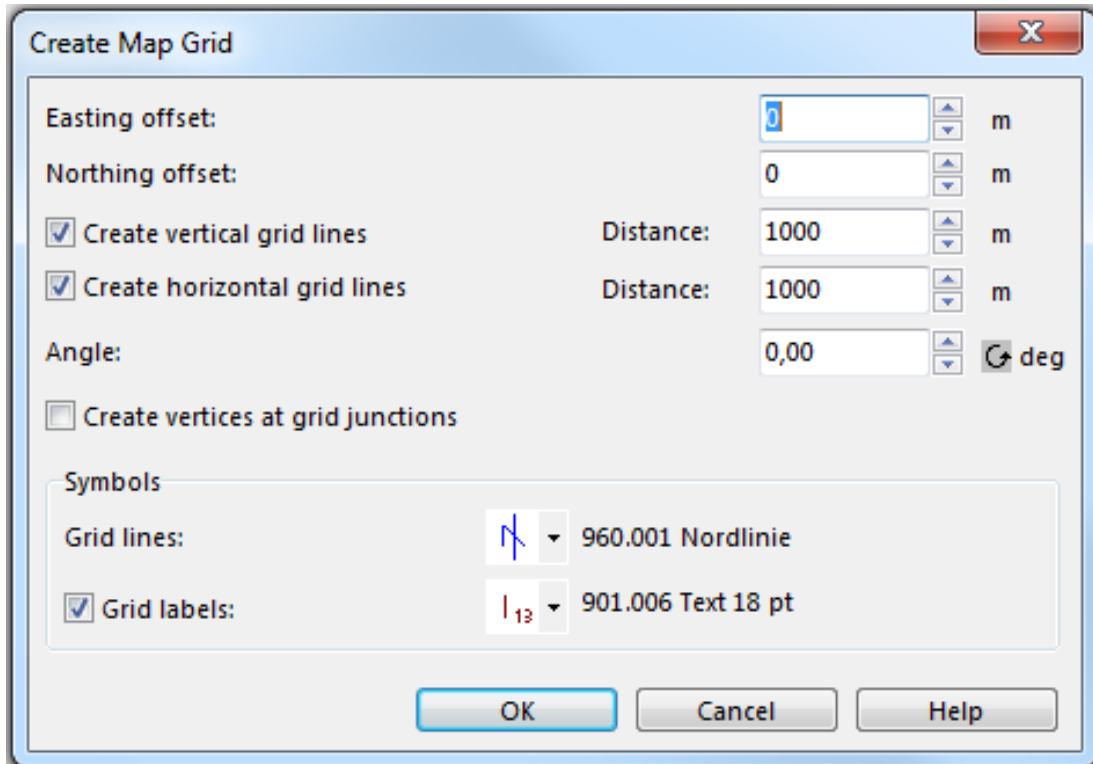 Create Map Grid
Easting offset: 0 m
Northing offset: 0 m
Create vertical grid lines Distance: 1000 m
Create horizontal grid lines Distance: 1000 m
Angle: 0,00 deg
Create vertices at grid junctions
Symbols
Grid lines: 960.001 Nordlinie
Grid labels: 13 901.006 Text 18 pt
OK Cancel Help